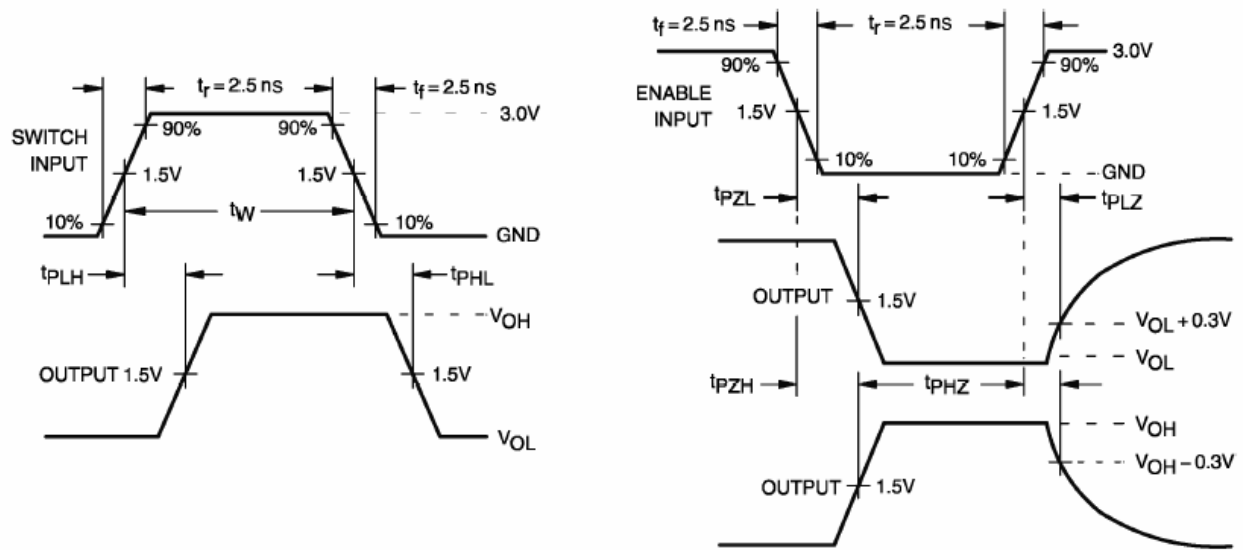 tr = 2.5 ns
tf = 2.5 ns
3.0V
90%
90%
SWITCH
INPUT
1.5V
1.5V
tW
10%
10%
GND
tPLH
tPHL
VOH
OUTPUT 1.5V
1.5V
VOL
tf = 2.5 ns
tr = 2.5 ns
3.0V
90%
90%
ENABLE
INPUT
1.5V
1.5V
10%
10%
GND
tPZL
tPLZ
OUTPUT
1.5V
VOL + 0.3V
VOL
tPZH
tPHZ
VOH
VOH – 0.3V
OUTPUT
1.5V